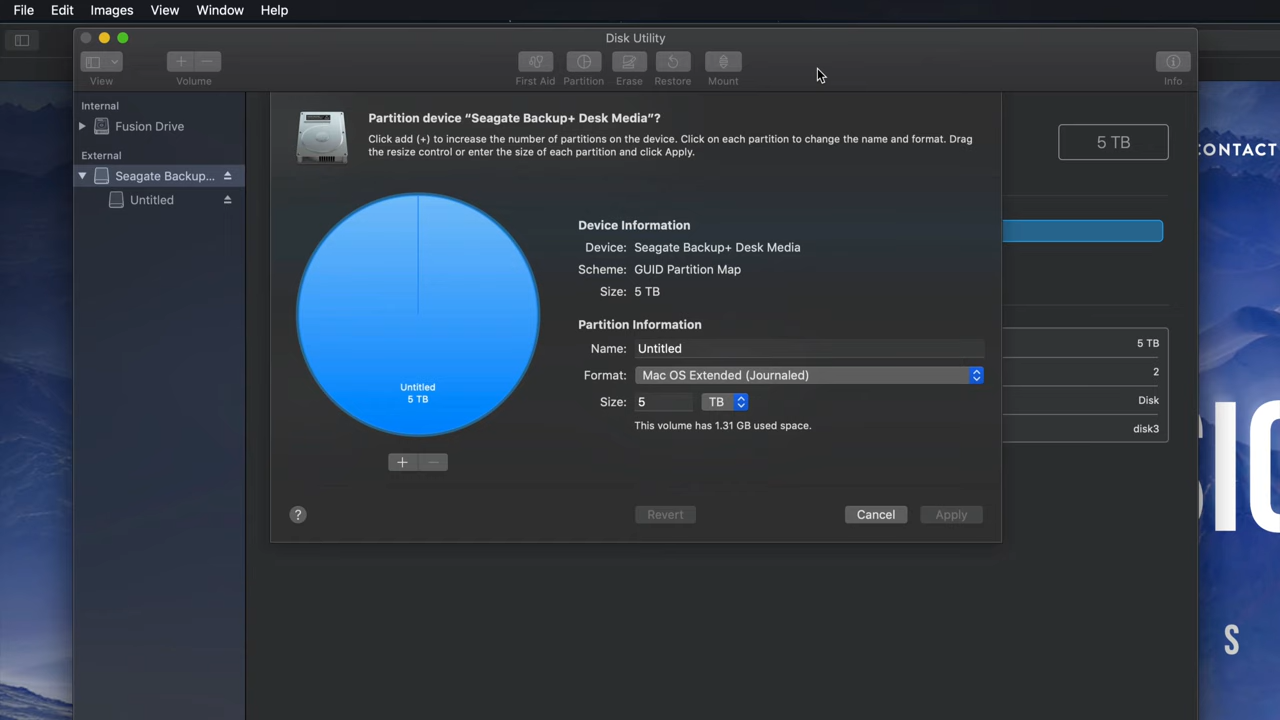 File Edit Images View Window Help
Disk Utility
View
Volume
First Aid
Partition
Erase
Restore
Mount
Info
Internal
Fusion Drive
External
Seagate Backup...
Untitled
Partition device “Seagate Backup+ Desk Media”?
Click add (+) to increase the number of partitions on the device. Click on each partition to change the name and format. Drag
the resize control or enter the size of each partition and click Apply.
5 TB
CONTACT
Untitled
5 TB
Device Information
Device: Seagate Backup+ Desk Media
Scheme: GUID Partition Map
Size: 5 TB
Partition Information
Name: Untitled
Format: Mac OS Extended (Journaled)
Size: 5 TB
This volume has 1.31 GB used space.
? Revert Cancel Apply
5 TB
2
Disk
disk3
S